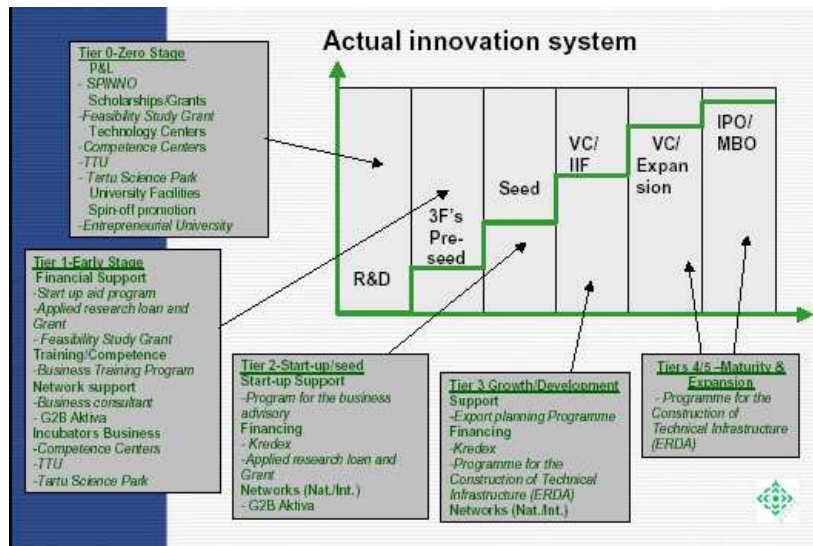 Actual innovation system
Tier 0-Zero Stage
P&L
- SPINNO
Scholarships/Grants
-Feasibility Study Grant
Technology Centers
-Competence Centers
-TTU
- Tartu Science Park
University Facilities
Spin-off promotion
-Entrepreneurial University
R&D
3F's
Pre-
seed
Seed
VC/
IIF
VC/
Expan
sion
IPO/
MBO
Tier 1-Early Stage
Financial Support
-Start up aid program
-Applied research loan and
Grant
- Feasibility Study Grant
Training/Competence
-Business Training Program
Network support
-Business consultant
- G2B Aktiva
Incubators Business
-Competence Centers
-TTU
-Tartu Science Park
Tier 2-Start-up/seed
Start-up Support
-Program for the business
advisory
Financing
- Kredex
-Applied research loan and
Grant
Networks (Nat./Int.)
- G2B Aktiva
Tier 3 Growth/Development
Support
-Export planning Programme
Financing
-Kredex
-Programme for the
Construction of Technical
Infrastructure (ERDA)
Networks (Nat./Int.)
Tiers 4/5 –Maturity &
Expansion
- Programme for the
Construction of
Technical Infrastructure
(ERDA)